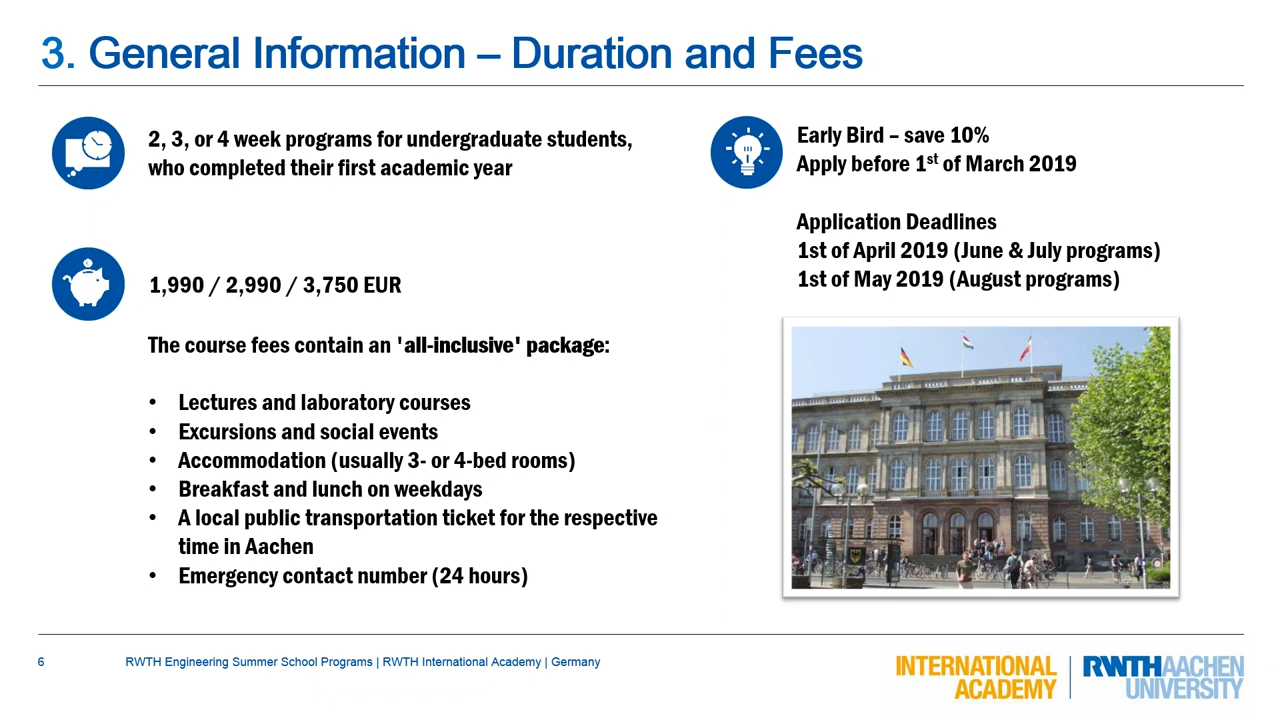 3. General Information – Duration and Fees
2, 3, or 4 week programs for undergraduate students,
who completed their first academic year
1,990 / 2,990 / 3,750 EUR
The course fees contain an 'all-inclusive' package:
• Lectures and laboratory courses
• Excursions and social events
• Accommodation (usually 3- or 4-bed rooms)
• Breakfast and lunch on weekdays
• A local public transportation ticket for the respective
time in Aachen
• Emergency contact number (24 hours)
Early Bird – save 10%
Apply before 1st of March 2019
Application Deadlines
1st of April 2019 (June & July programs)
1st of May 2019 (August programs)
6
RWTH Engineering Summer School Programs | RWTH International Academy | Germany
INTERNATIONAL
ACADEMY
RWTHAACHEN
UNIVERSITY